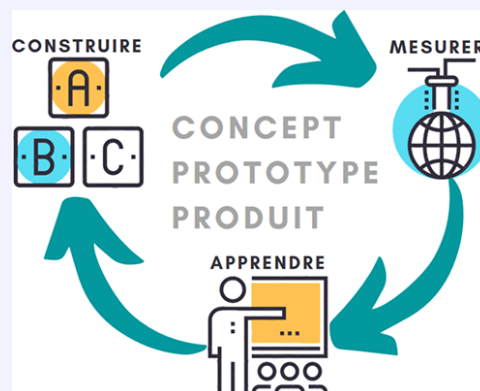 CONSTRUIRE
MESURER
A
B
C
CONCEPT
PROTOTYPE
PRODUIT
APPRENDRE